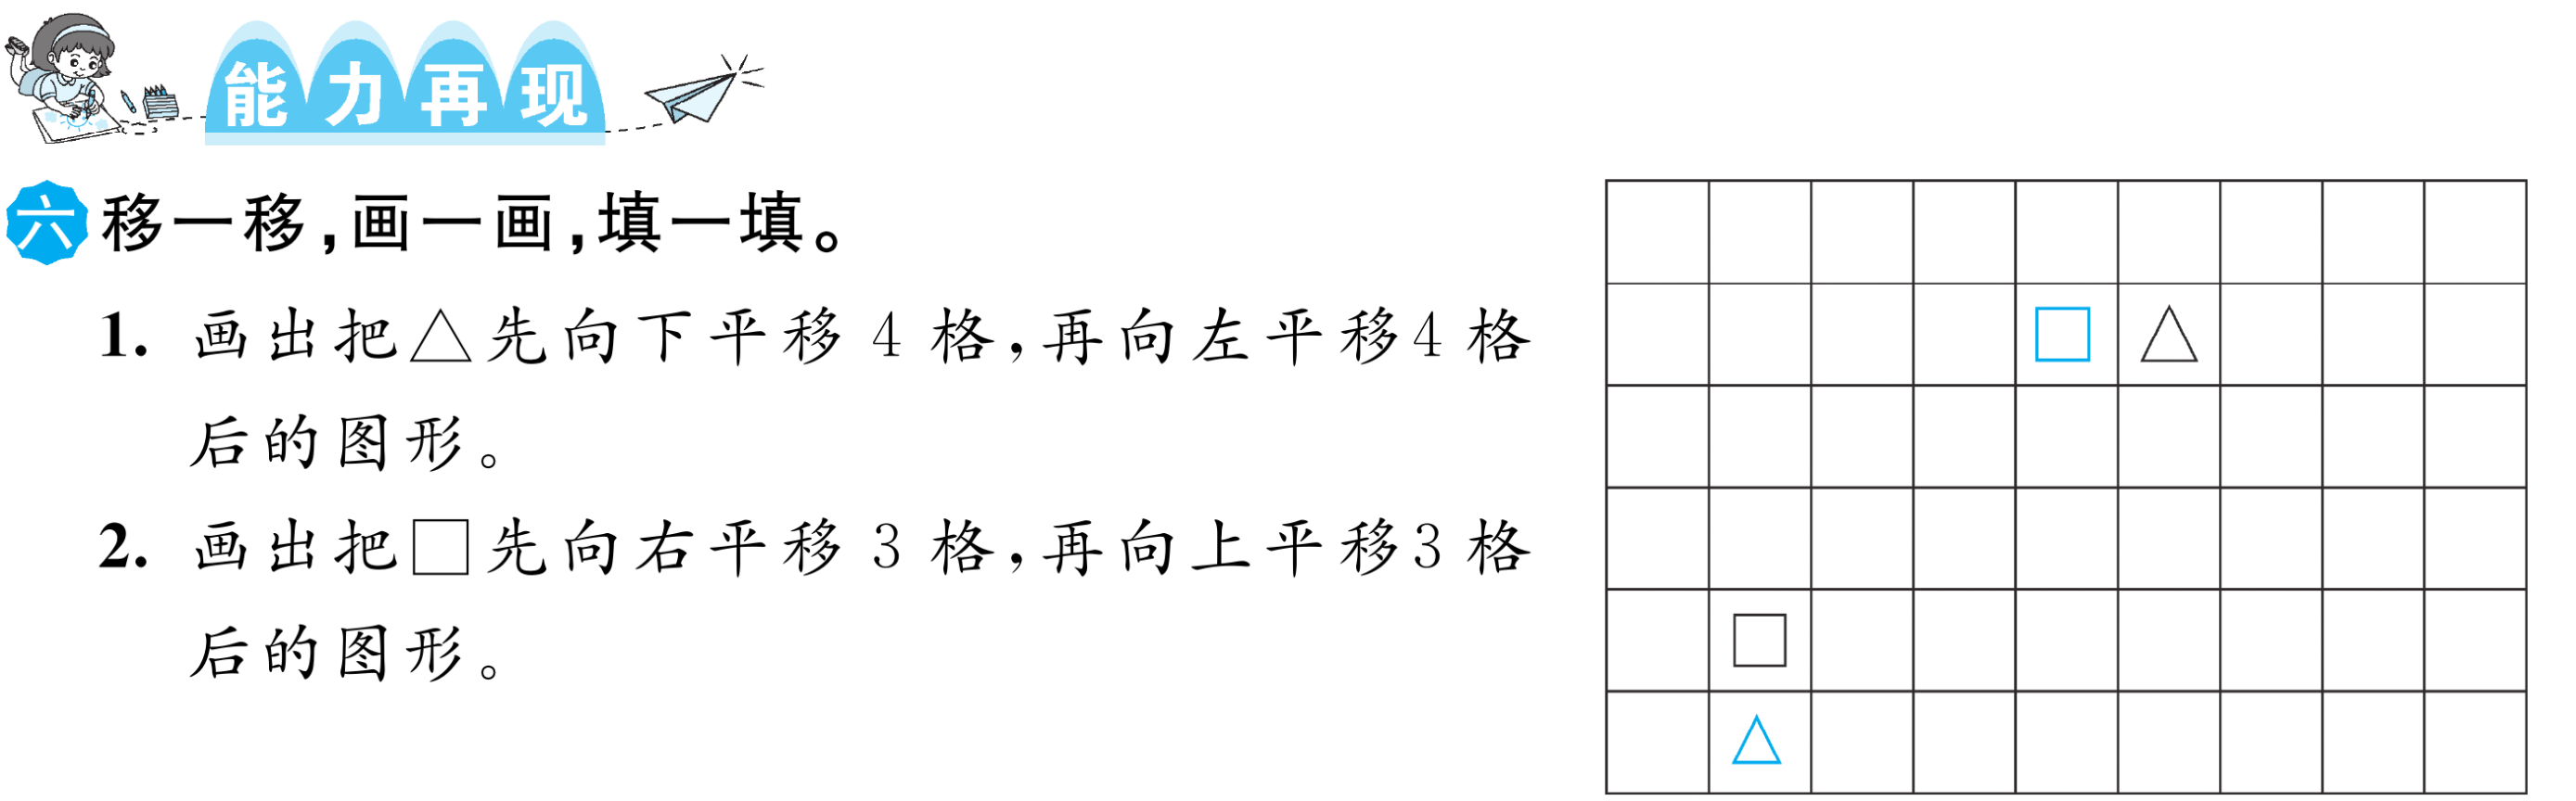 能力再现
六 移一移,画一画,填一填。
1. 画出把△先向下平移 4 格,再向左平移4 格
后的图形。
2. 画出把□先向右平移 3 格,再向上平移3 格
后的图形。